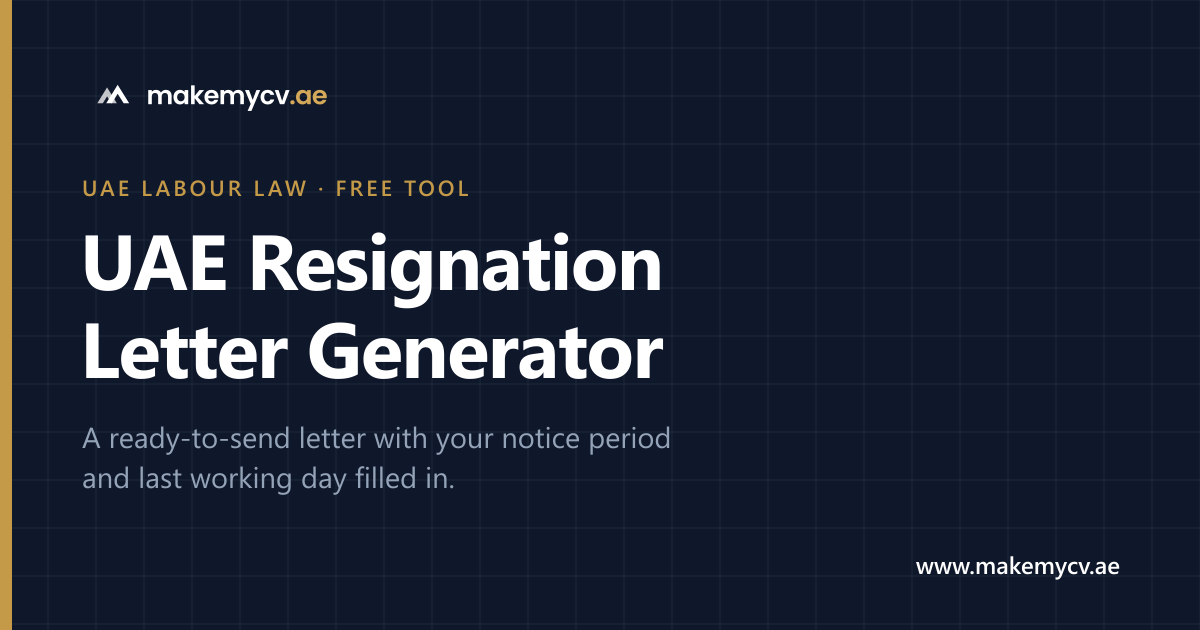 makemycv.ae
UAE LABOUR LAW · FREE TOOL
UAE Resignation
Letter Generator
A ready-to-send letter with your notice period
and last working day filled in.
www.makemycv.ae